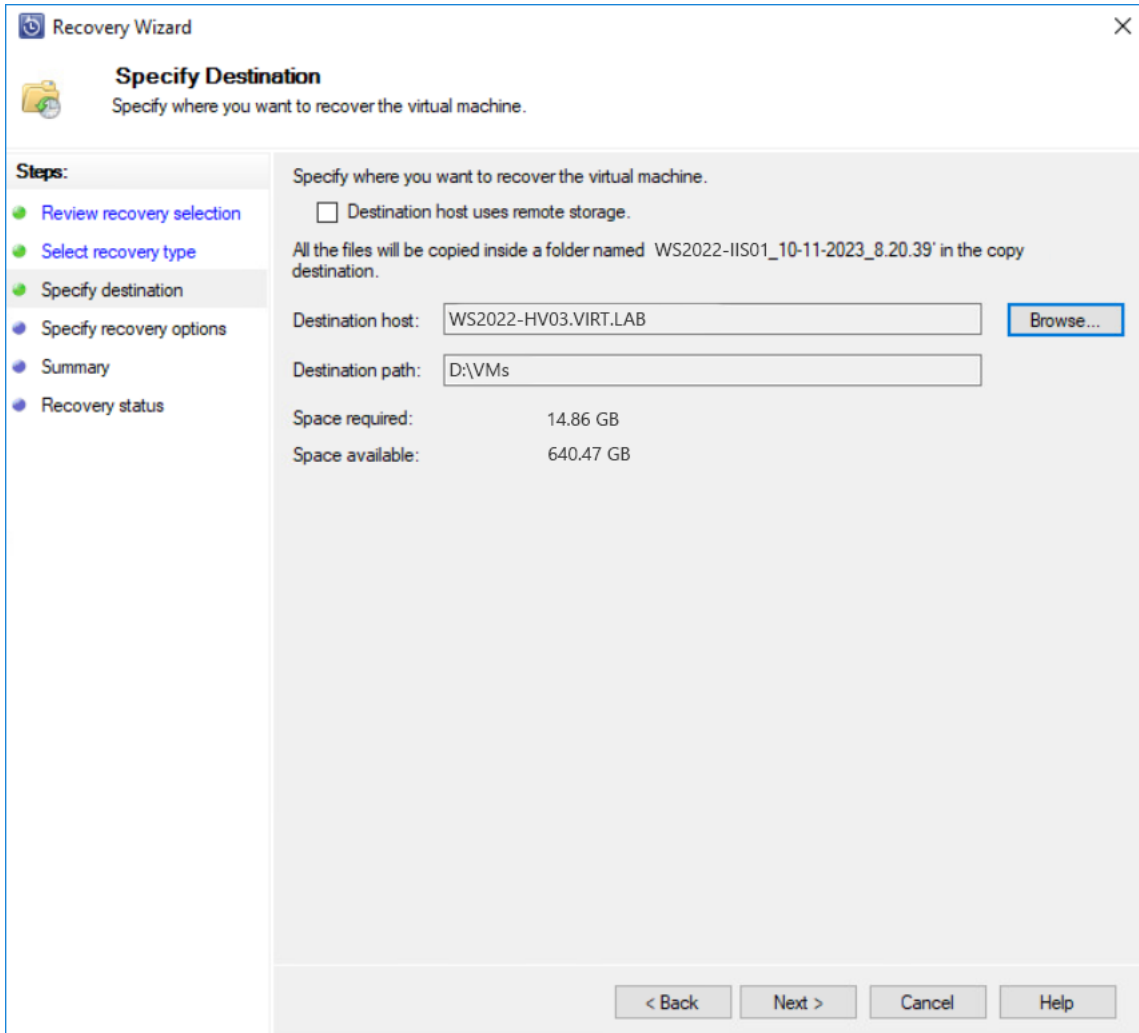 Recovery Wizard
Specify Destination
Specify where you want to recover the virtual machine.
Steps:
Review recovery selection
Select recovery type
Specify destination
Specify recovery options
Summary
Recovery status
Specify where you want to recover the virtual machine.
Destination host uses remote storage.
All the files will be copied inside a folder named WS2022-IIS01_10-11-2023_8.20.39' in the copy
destination.
Destination host: WS2022-HV03.VIRT.LAB Browse...
Destination path: D:\VMs
Space required: 14.86 GB
Space available: 640.47 GB
< Back Next > Cancel Help